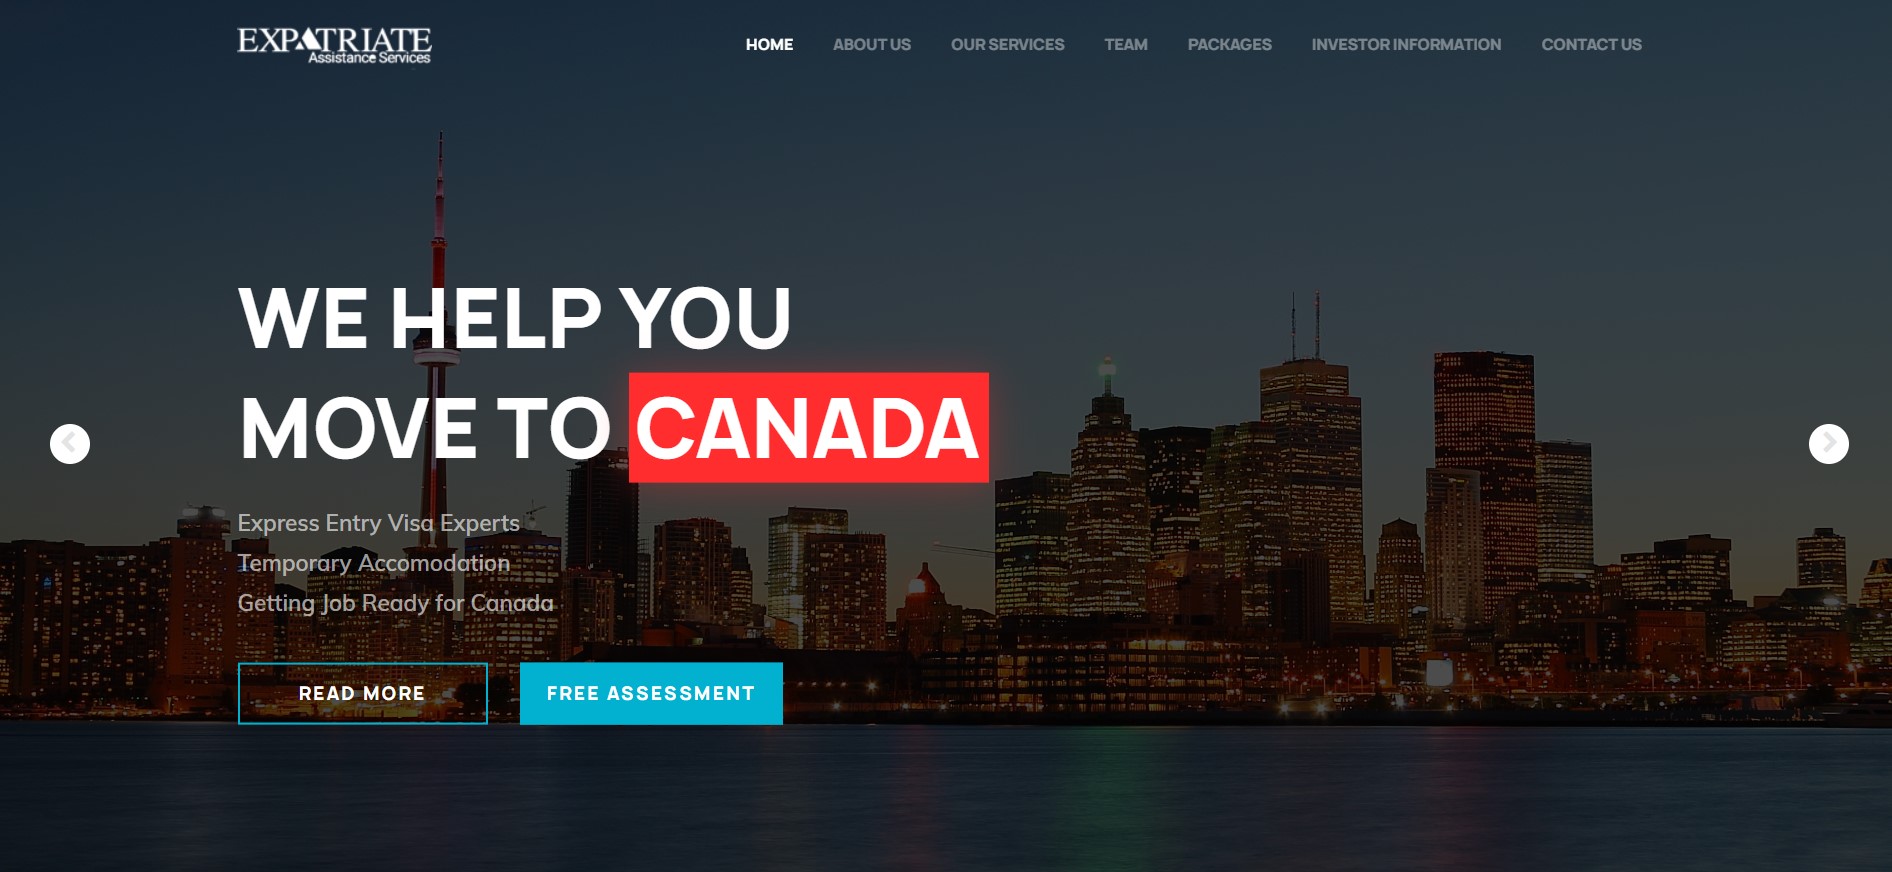 EXPATRIATE
Assistance Services
HOME ABOUT US OUR SERVICES TEAM PACKAGES INVESTOR INFORMATION CONTACT US
WE HELP YOU
MOVE TO CANADA
Express Entry Visa Experts
Temporary Accomodation
Getting Job Ready for Canada
READ MORE FREE ASSESSMENT